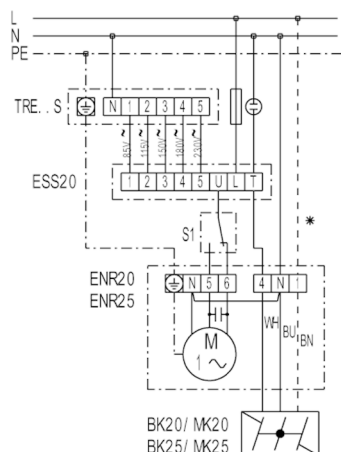 L
N
PE
TRE. . S N 1 2 3 4 5
~ ~ ~ ~ ~
85V 115V 150V 180V 230V
ESS20 1 2 3 4 5 U L T
S1 *
ENR20 N 5 6 4 N 1
ENR25
WH BU BN
M
1 ~
BK20/ MK20
BK25/ MK25